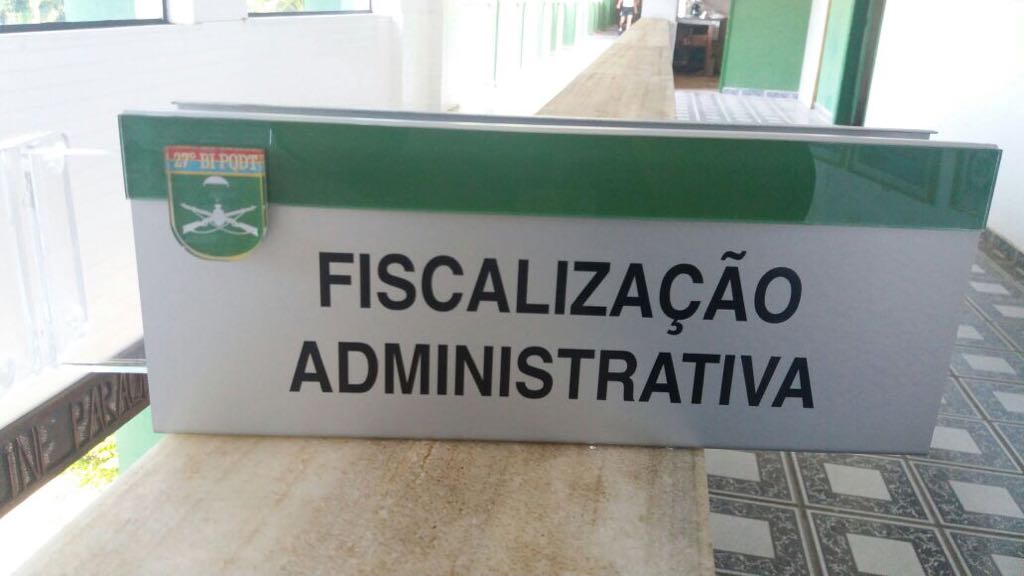 27º BI PQDT
FISCALIZAÇÃO
ADMINISTRATIVA